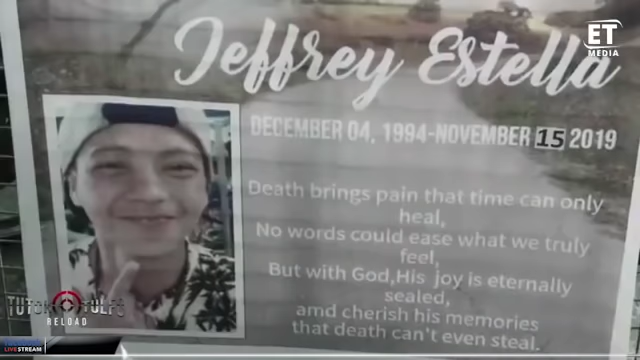 ET
MEDIA
Jeffrey Estella
DECEMBER 04, 1994-NOVEMBER 15 2019
Death brings pain that time can only
heal,
No words could ease what we truly
feel,
But with God,His joy is eternally
sealed,
amd cherish his memories
that death can't even steal.
TUTOK TULFO
RELOAD
LIVESTREAM